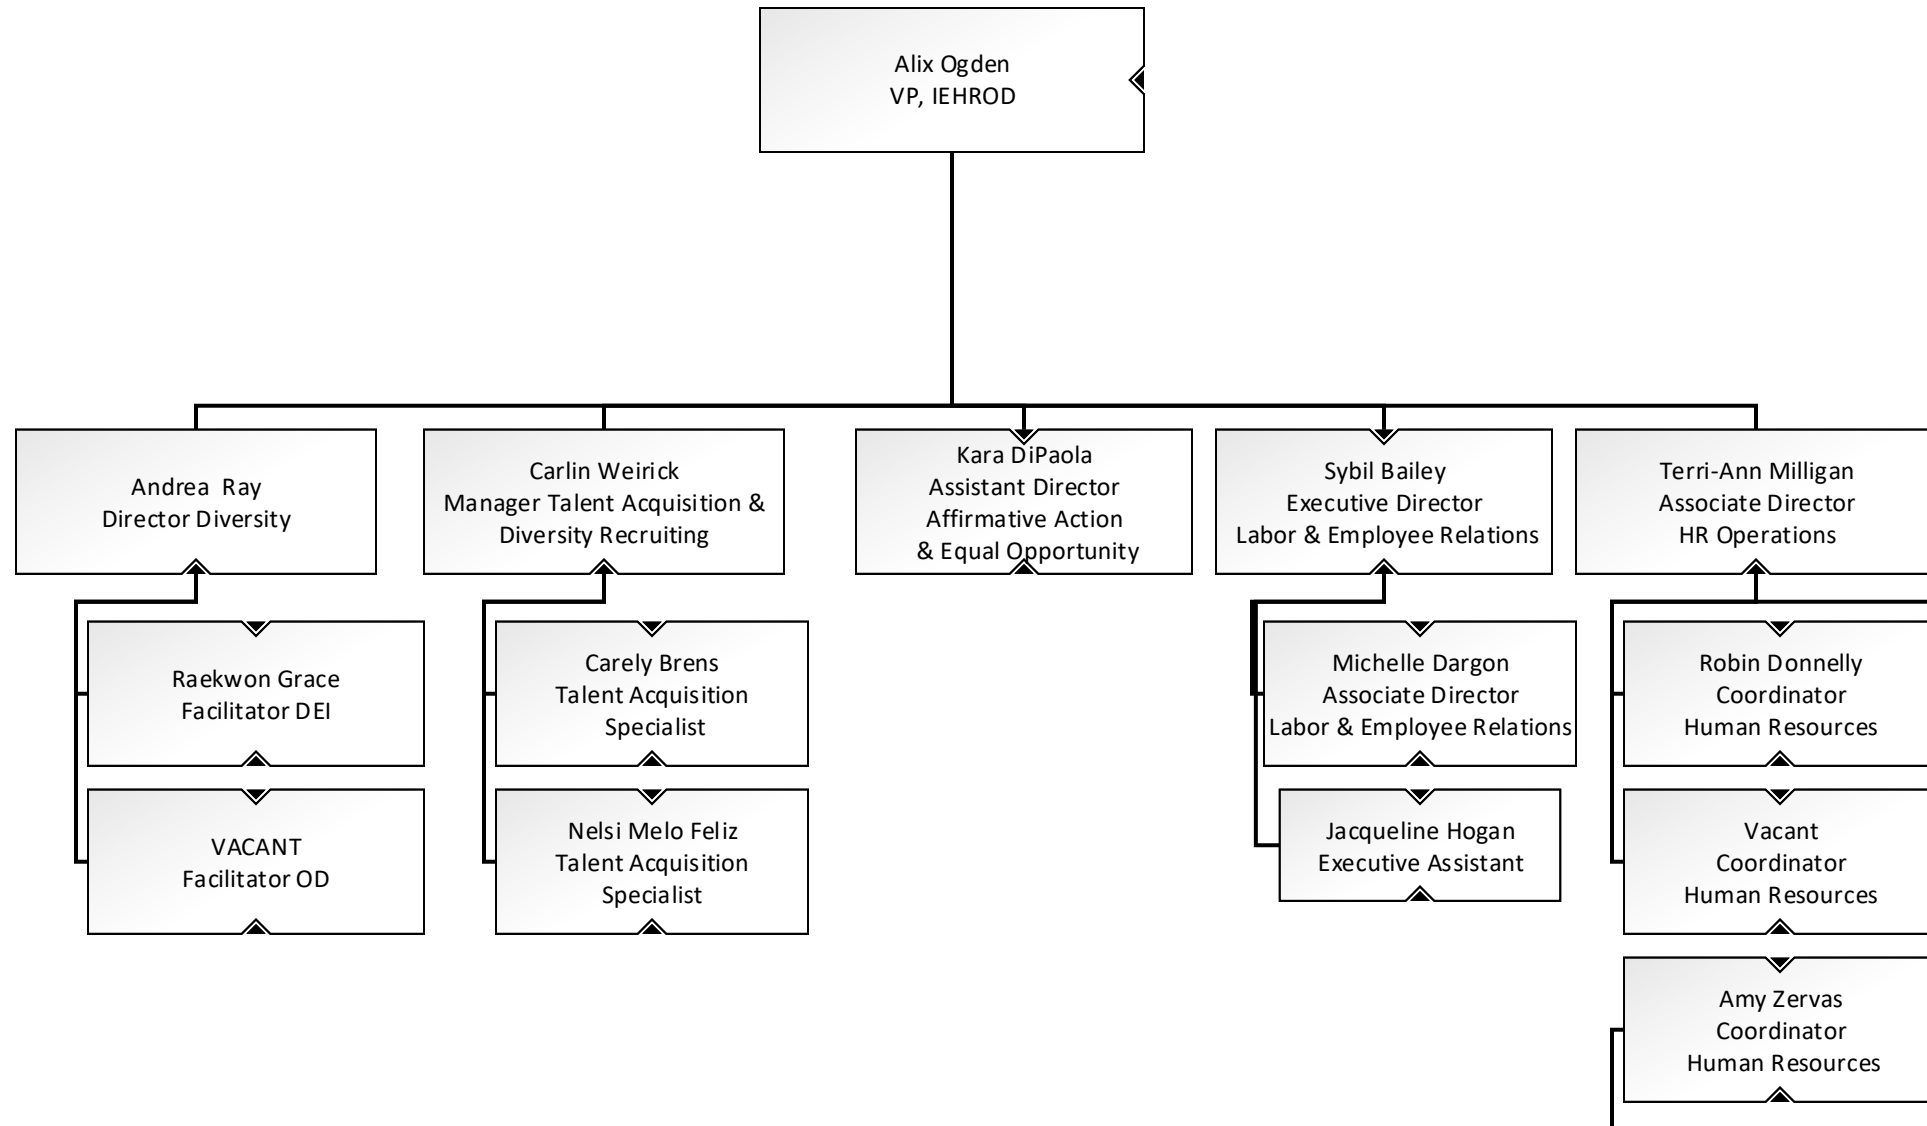 Alix Ogden
VP, IEHROD
Andrea Ray
Director Diversity
Carlin Weirick
Manager Talent Acquisition &
Diversity Recruiting
Kara DiPaola
Assistant Director
Affirmative Action
& Equal Opportunity
Sybil Bailey
Executive Director
Labor & Employee Relations
Terri-Ann Milligan
Associate Director
HR Operations
Raekwon Grace
Facilitator DEI
Carely Brens
Talent Acquisition
Specialist
Michelle Dargon
Associate Director
Labor & Employee Relations
Robin Donnelly
Coordinator
Human Resources
VACANT
Facilitator OD
Nelsi Melo Feliz
Talent Acquisition
Specialist
Jacqueline Hogan
Executive Assistant
Vacant
Coordinator
Human Resources
Amy Zervas
Coordinator
Human Resources